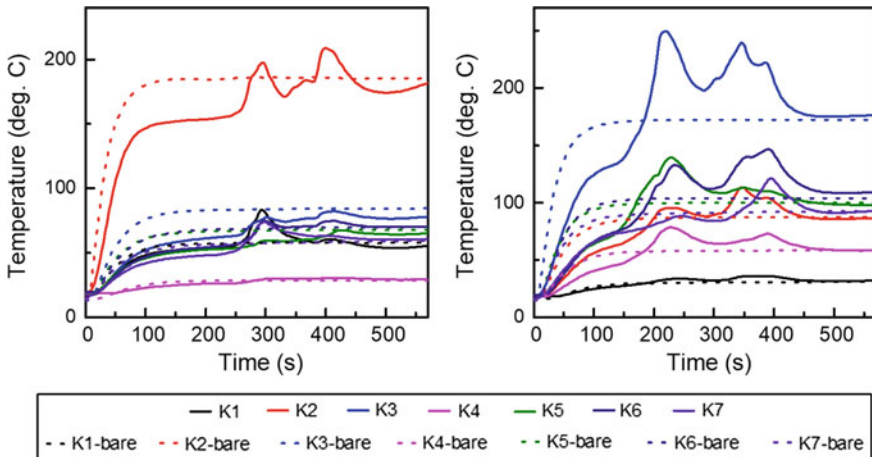 Temperature (deg. C)
200
100
0
0 100 200 300 400 500
Time (s)
Temperature (deg. C)
200
100
0
0 100 200 300 400 500
Time (s)
K1 K2 K3 K4 K5 K6 K7
K1-bare K2-bare K3-bare K4-bare K5-bare K6-bare K7-bare